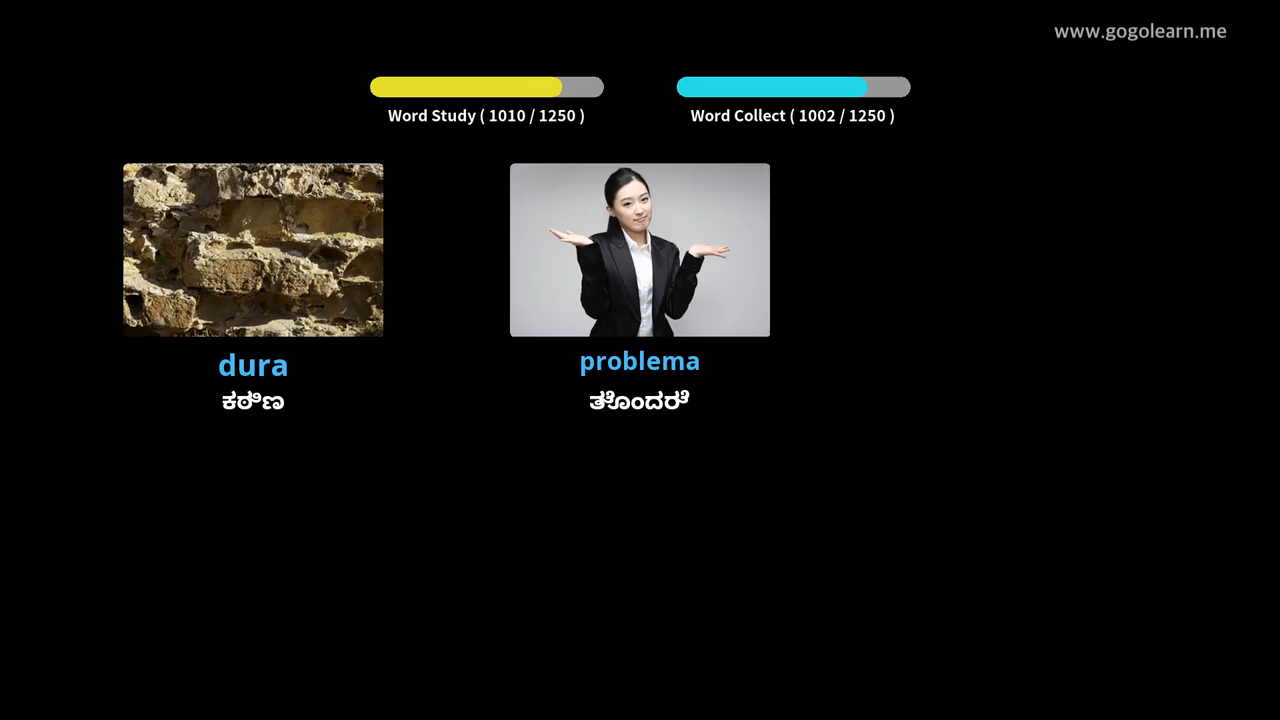 www.gogolearn.me
Word Study ( 1010 / 1250 )
Word Collect ( 1002 / 1250 )
dura
ಕಠಿಣ
problema
ತೊಂದರೆ